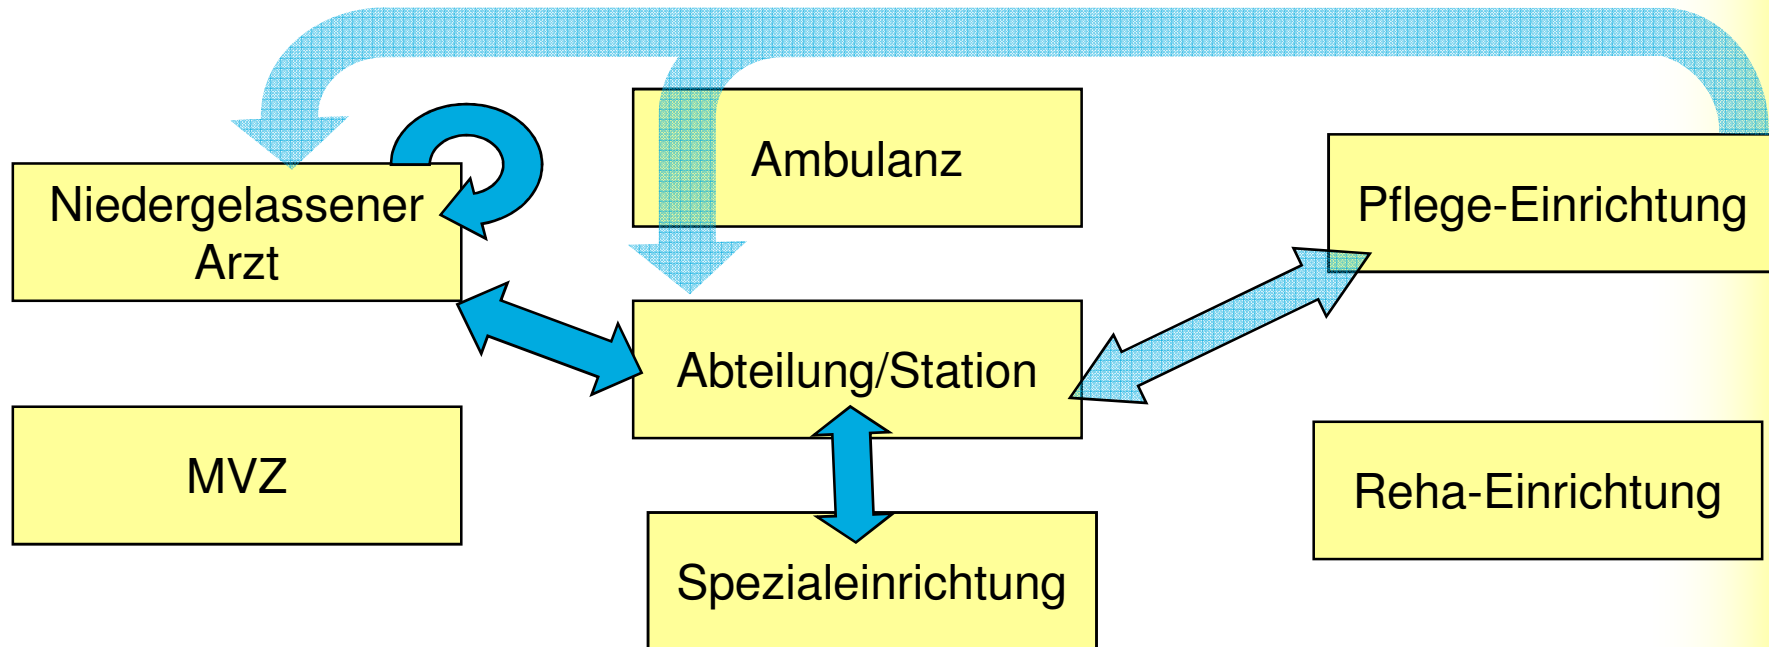 Ambulanz
Niedergelassener
Arzt
Pflege-Einrichtung
Abteilung/Station
MVZ
Reha-Einrichtung
Spezialeinrichtung